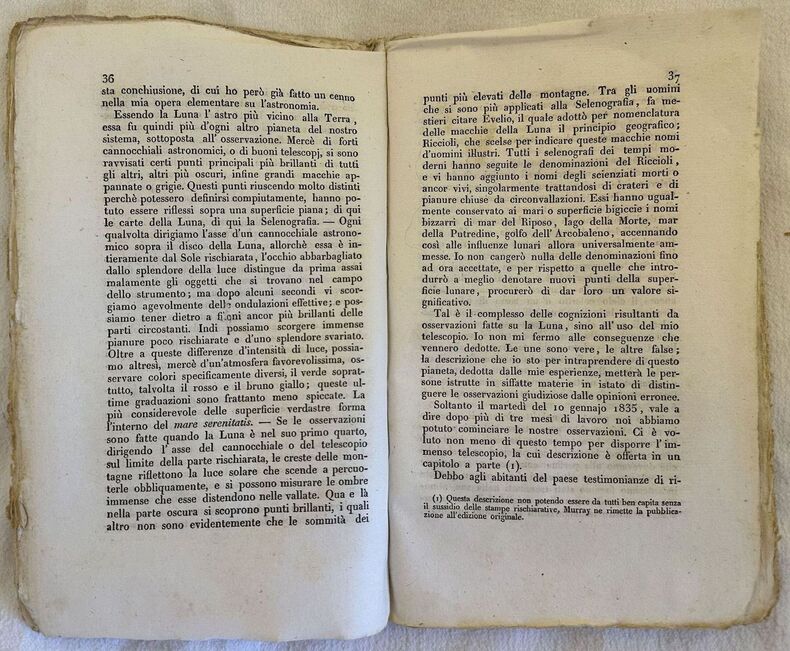 36
sta conchiusione, di cui ho però già fatto un cenno
nella mia opera elementare su l'astronomia.
Essendo la Luna l'astro più vicino alla Terra,
essa fu quindi più d'ogni altro pianeta del nostro
sistema, sottoposta all'osservazione. Mercè di forti
cannocchiali astronomici, o di buoni telescopj, si sono
ravvisati certi punti principali più brillanti di tutti
gli altri, altri più oscuri, infine grandi macchie ap-
pannate o grigie. Questi punti riuscendo molto distinti
perchè potessero definirsi compiutamente, hanno po-
tuto essere riflessi sopra una superficie piana; di qui
le carte della Luna, di qui la Selenografia. — Ogni
qualvolta dirigiamo l'asse d'un cannocchiale astrono-
mico sopra il disco della Luna, allorchè essa è in-
tieramente dal Sole rischiarata, l'occhio abbarbagliato
dallo splendore della luce distingue da prima assai
malamente gli oggetti che si trovano nel campo
dello strumento; ma dopo alcuni secondi vi scor-
giamo agevolmente delle ondulazioni effettive; e pos-
siamo tener dietro a fuoni ancor più brillanti delle
parti circostanti. Indi possiamo scorgere immense
pianure poco rischiarate e d'uno splendore svariato.
Oltre a queste differenze d'intensità di luce, possia-
mo altresì, mercè d'un'atmosfera favorevolissima, os-
servare colori specificamente diversi, il verde soprat-
tutto, talvolta il rosso e il bruno giallo; queste ul-
time graduazioni sono frattanto meno spiccate. La
più considerevole delle superficie verdastre forma
l'interno del mare serenitatis. — Se le osservazioni
sono fatte quando la Luna è nel suo primo quarto,
dirigendo l'asse del cannocchiale o del telescopio
sul limite della parte rischiarata, le creste delle mon-
tagne riflettono la luce solare che scende a percuo-
terle obbliquamente, e si possono misurare le ombre
immense che esse distendono nelle vallate. Qua e là
nella parte oscura si scoprono punti brillanti, i quali
altro non sono evidentemente che le sommità dei
37
punti più elevati delle montagne. Tra gli uomini
che si sono più applicati alla Selenografia, fa me-
stieri citare Evelio, il quale adottò per nomenclatura
delle macchie della Luna il principio geografico;
Riccioli, che scelse per indicare queste macchie nomi
d'uomini illustri. Tutti i selenografi dei tempi mo-
derni hanno seguite le denominazioni del Riccioli,
e vi hanno aggiunto i nomi degli scienziati morti o
ancor vivi, singolarmente trattandosi di crateri e di
pianure chiuse da circonvallazioni. Essi hanno ugual-
mente conservato ai mari o superficie bigiccie i nomi
bizzarri di mar del Riposo, lago della Morte, mar
della Putredine, golfo dell'Arcobaleno, accennando
così alle influenze lunari allora universalmente am-
messe. Io non cangerò nulla delle denominazioni fino
ad ora accettate, e per rispetto a quelle che intro-
durrò a meglio denotare nuovi punti della super-
ficie lunare, procurerò di dar loro un valore si-
gnificativo.
Tal è il complesso delle cognizioni risultanti da
osservazioni fatte su la Luna, sino all'uso del mio
telescopio. Io non mi fermo alle conseguenze che
vennero dedotte. Le une sono vere, le altre false;
la descrizione che io sto per intraprendere di questo
pianeta, dedotta dalle mie esperienze, metterà le per-
sone istrutte in siffatte materie in istato di distin-
guere le osservazioni giudiziose dalle opinioni erronee.
Soltanto il martedì del 10 gennajo 1835, vale a
dire dopo più di tre mesi di lavoro noi abbiamo
potuto cominciare le nostre osservazioni. Ci è vo-
luto non meno di questo tempo per disporre l'im-
menso telescopio, la cui descrizione è offerta in un
capitolo a parte (1).
Debbo agli abitanti del paese testimonianze di ri-
(1) Questa descrizione non potendo essere da tutti ben capita senza
il sussidio delle stampe rischiarative, Murray ne rimette la pubblica-
zione all'edizione originale.